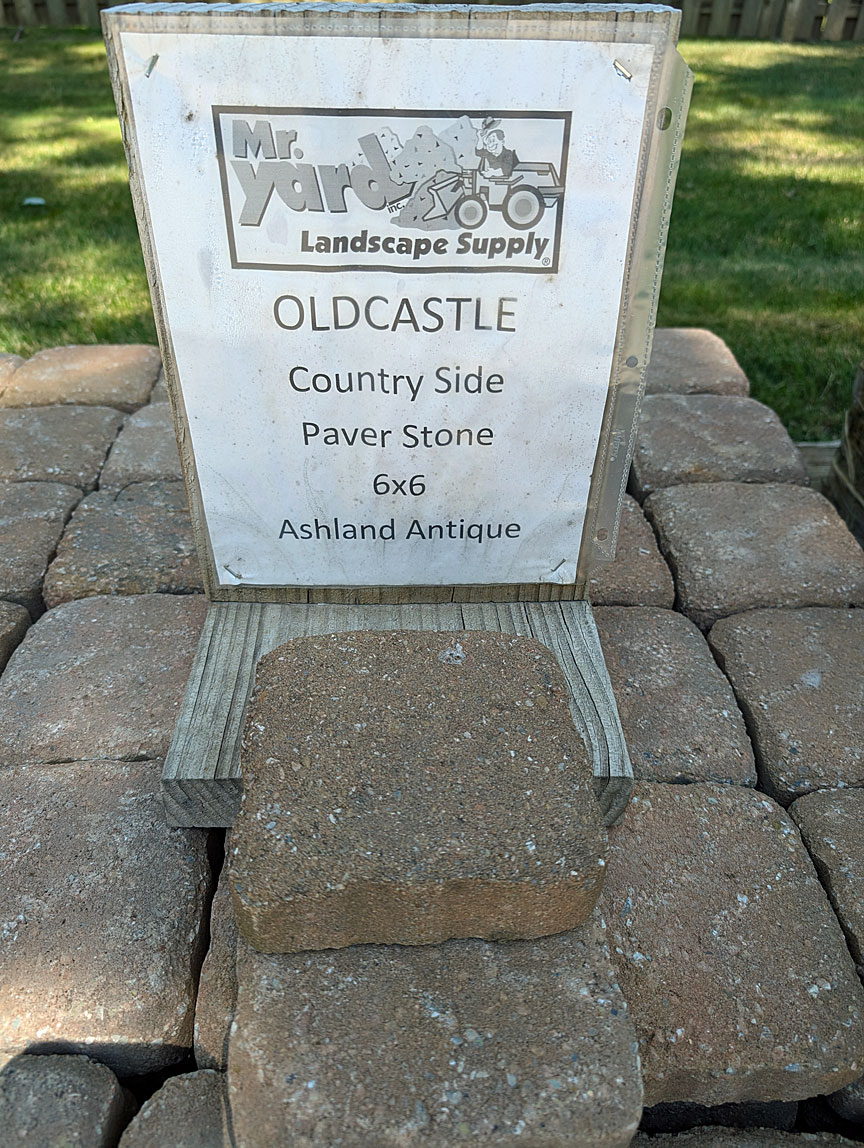 Mr.
yard
inc.
Landscape Supply®
OLDCASTLE
Country Side
Paver Stone
6x6
Ashland Antique